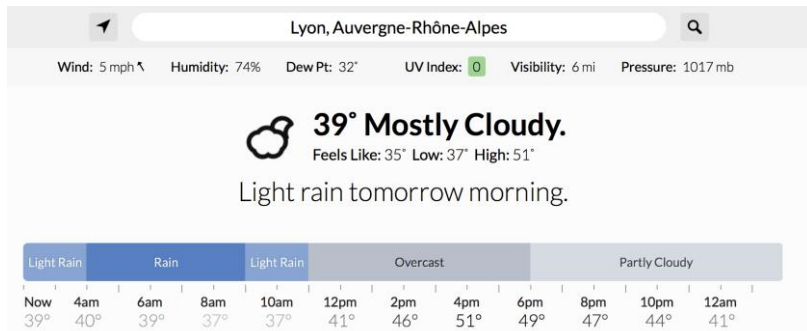 Lyon, Auvergne-Rhône-Alpes
Wind: 5 mph Humidity: 74% Dew Pt: 32° UV Index: 0 Visibility: 6 mi Pressure: 1017 mb
39° Mostly Cloudy.
Feels Like: 35° Low: 37° High: 51°
Light rain tomorrow morning.
Light Rain Rain Light Rain Overcast Partly Cloudy
Now 4am 6am 8am 10am 12pm 2pm 4pm 6pm 8pm 10pm 12am
39° 40° 39° 37° 37° 41° 46° 51° 49° 47° 44° 41°